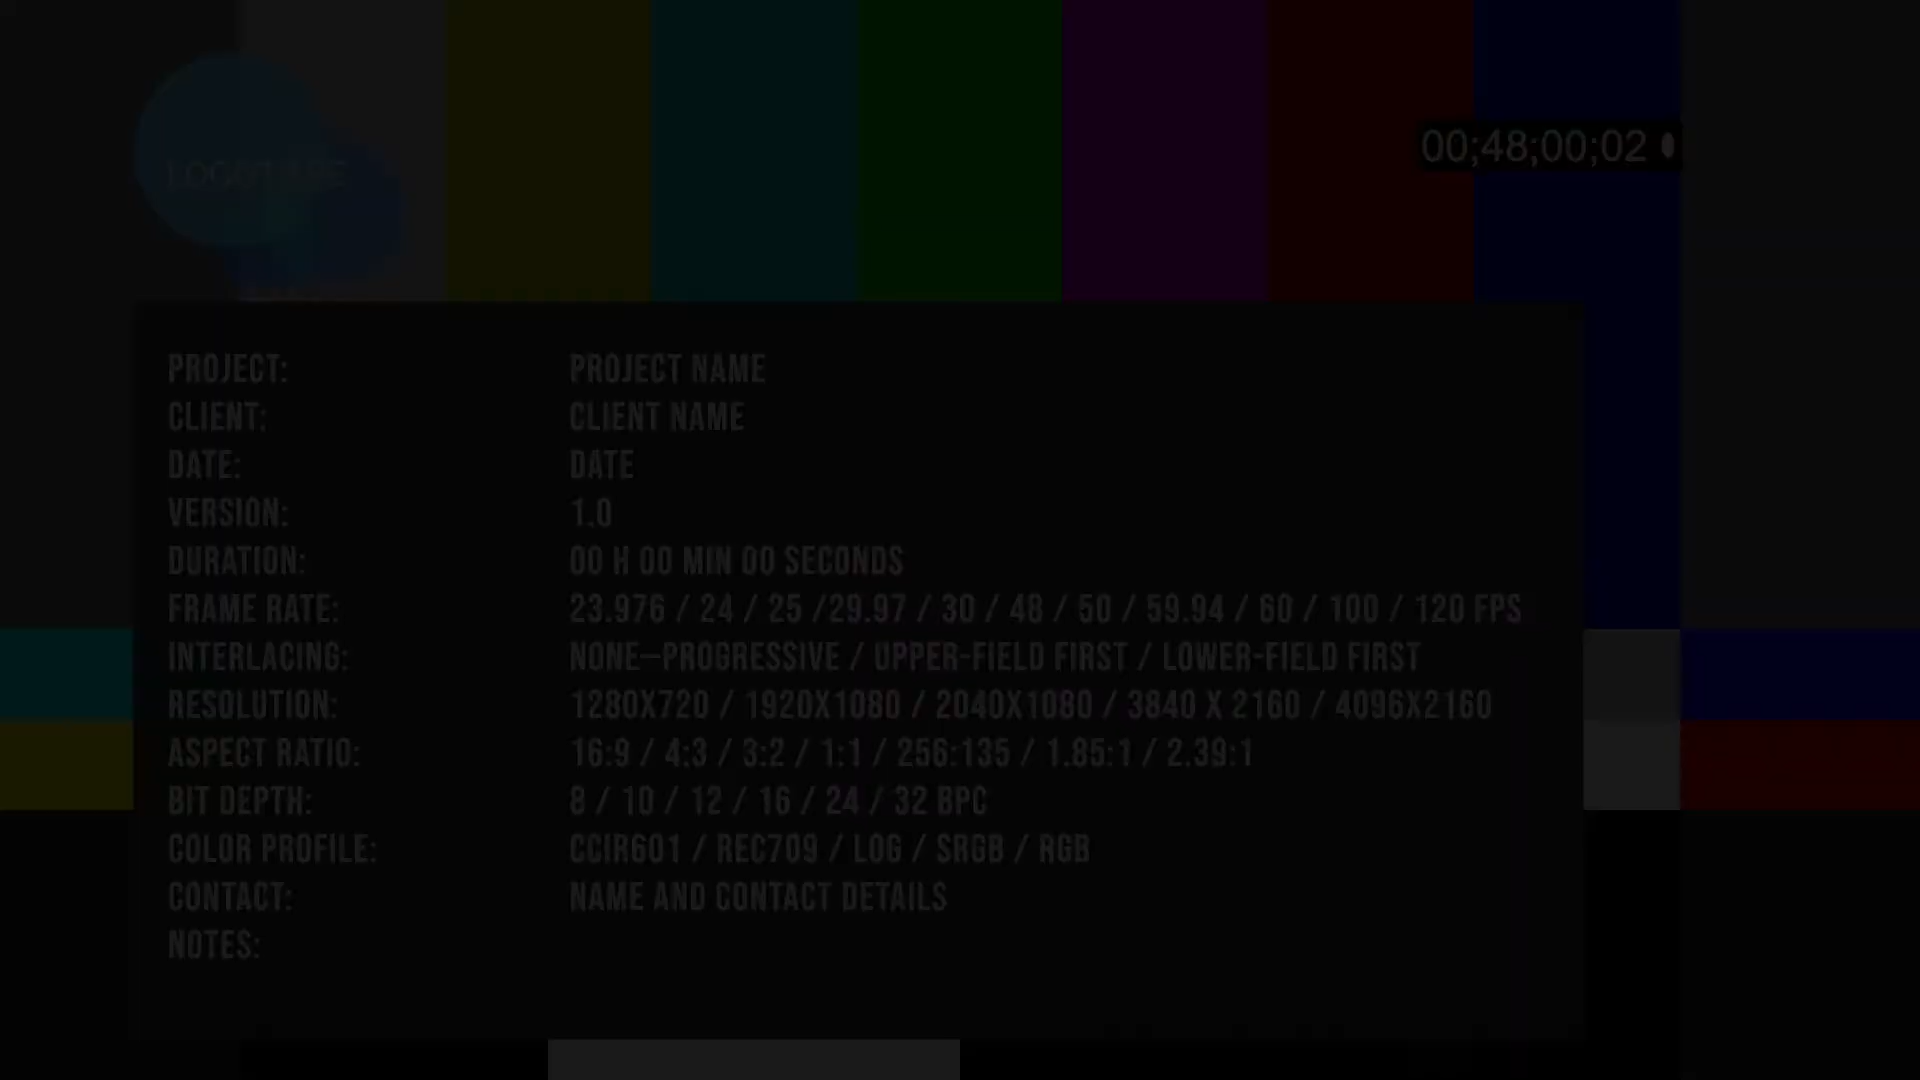 00;48;00;02
PROJECT: PROJECT NAME
CLIENT: CLIENT NAME
DATE: DATE
VERSION: 1.0
DURATION: 00 H 00 MIN 00 SECONDS
FRAME RATE: 23.976 / 24 / 25 /29.97 / 30 / 48 / 50 / 59.94 / 60 / 100 / 120 FPS
INTERLACING: NONE—PROGRESSIVE / UPPER-FIELD FIRST / LOWER-FIELD FIRST
RESOLUTION: 1280X720 / 1920X1080 / 2040X1080 / 3840 X 2160 / 4096X2160
ASPECT RATIO: 16:9 / 4:3 / 3:2 / 1:1 / 256:135 / 1.85:1 / 2.39:1
BIT DEPTH: 8 / 10 / 12 / 16 / 24 / 32 BPC
COLOR PROFILE: CCIR601 / REC709 / LOG / SRGB / RGB
CONTACT: NAME AND CONTACT DETAILS
NOTES: